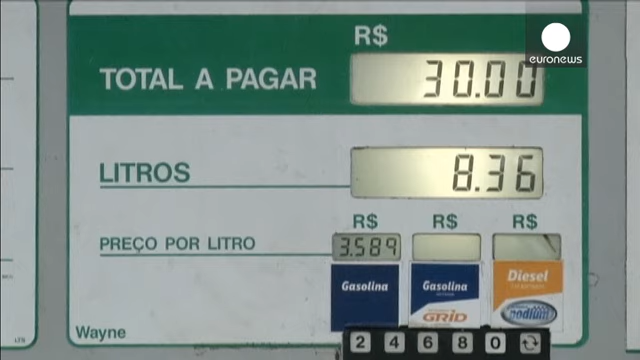 euronews
R$
TOTAL A PAGAR 30.00
LITROS 8.36
R$ R$ R$
PREÇO POR LITRO 3.589
Gasolina Gasolina Diesel
GRID podium
Wayne
2 4 6 8 0